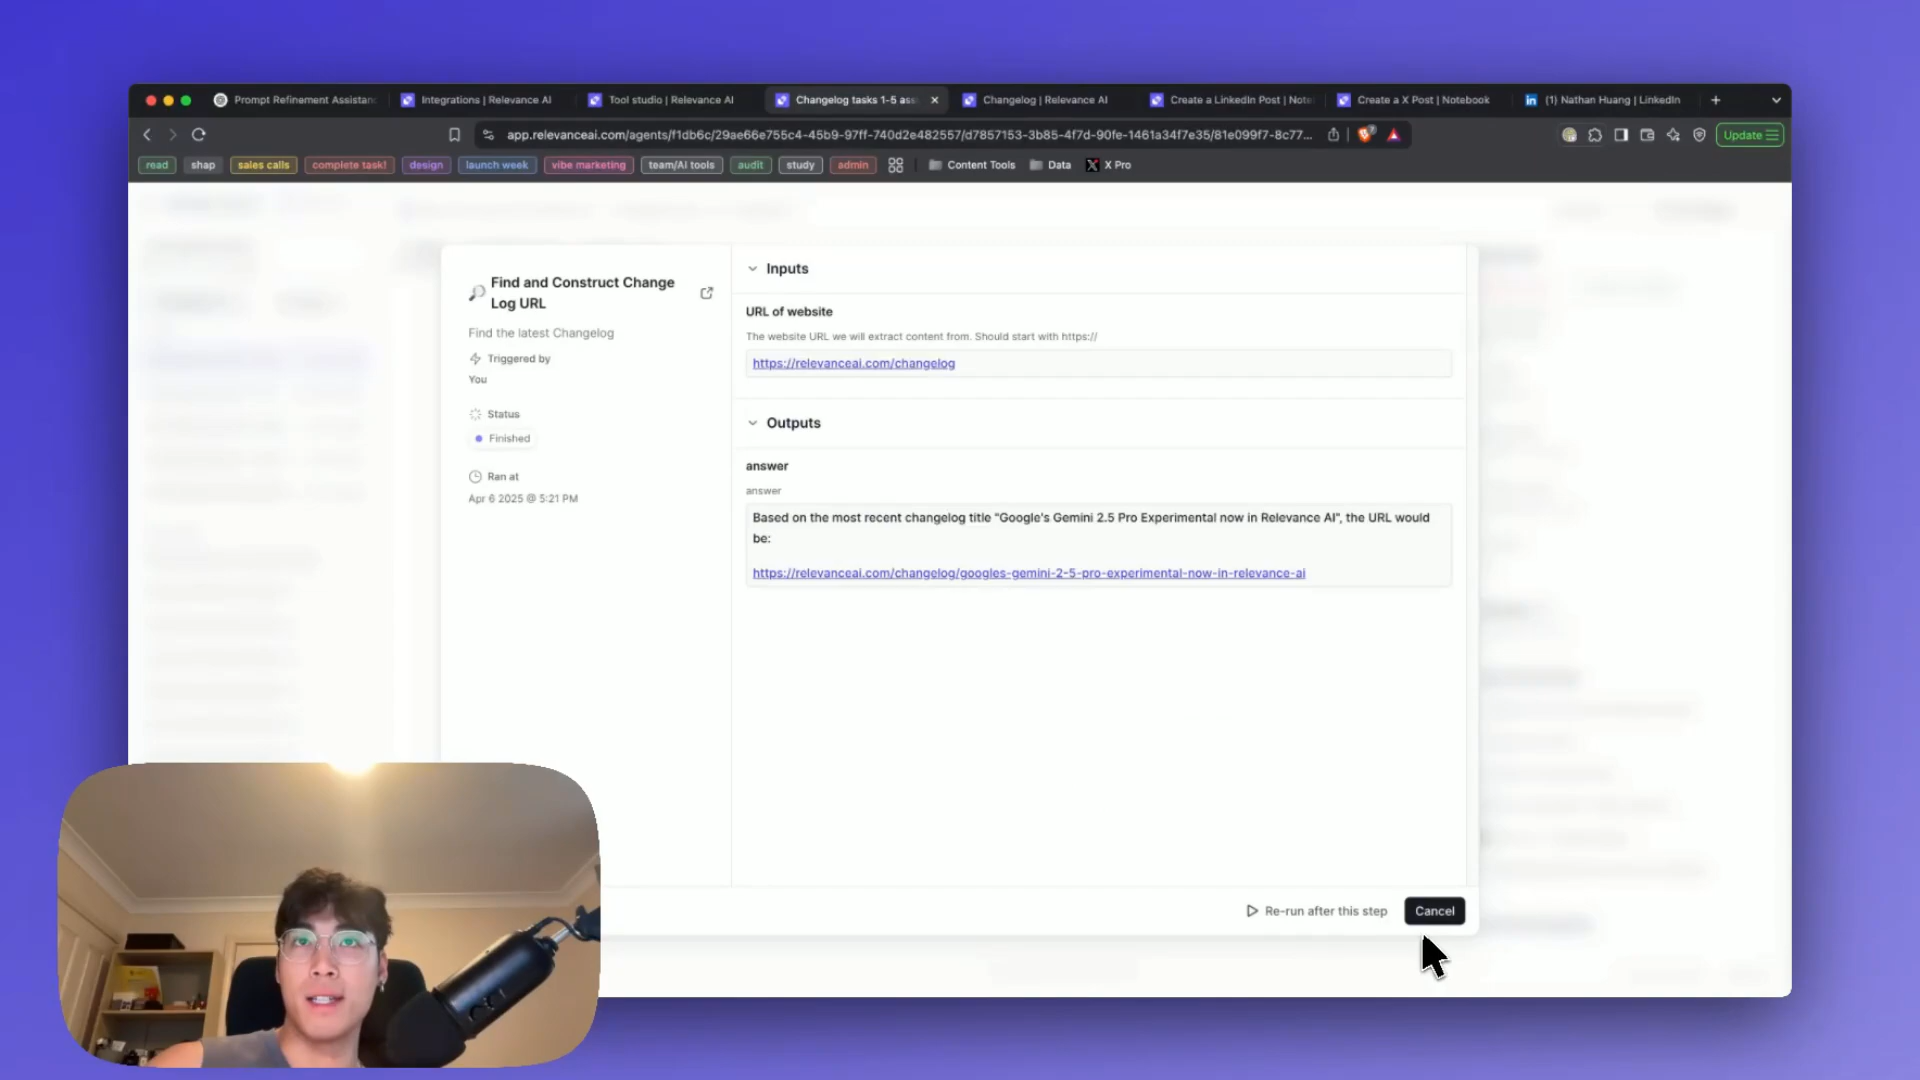 Prompt Refinement Assistan
Integrations | Relevance AI
Tool studio | Relevance AI
Changelog tasks 1-5 ass
Changelog | Relevance AI
Create a LinkedIn Post | Note
Create a X Post | Notebook
(1) Nathan Huang | LinkedIn
app.relevanceai.com/agents/f1db6c/29ae66e755c4-45b9-97ff-740d2e482557/d7857153-3b85-4f7d-90fe-1461a34f7e35/81e099f7-8c77...
Update
read
shap
sales calls
complete task!
design
launch week
vibe marketing
team/AI tools
audit
study
admin
Content Tools
Data
X Pro
Find and Construct Change
Log URL
Find the latest Changelog
Triggered by
You
Status
Finished
Ran at
Apr 6 2025 @ 5:21 PM
Inputs
URL of website
The website URL we will extract content from. Should start with https://
https://relevanceai.com/changelog
Outputs
answer
answer
Based on the most recent changelog title "Google's Gemini 2.5 Pro Experimental now in Relevance AI", the URL would
be:
https://relevanceai.com/changelog/googles-gemini-2-5-pro-experimental-now-in-relevance-ai
Re-run after this step
Cancel